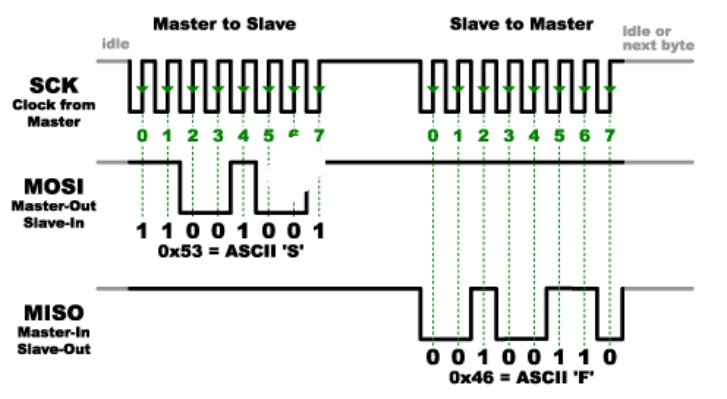 Master to Slave
Slave to Master
idle
idle or
next byte
SCK
Clock from
Master
0 1 2 3 4 5 7
0 1 2 3 4 5 6 7
MOSI
Master-Out
Slave-In
1 1 0 0 1 0 0 1
0x53 = ASCII 'S'
MISO
Master-In
Slave-Out
0 0 1 0 0 1 1 0
0x46 = ASCII 'F'